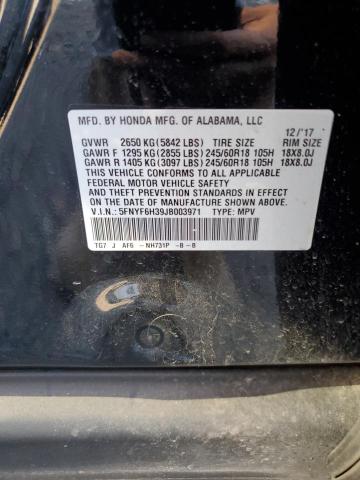 MFD. BY HONDA MFG. OF ALABAMA, LLC
12/'17
GVWR 2650 KG(5842 LBS) TIRE SIZE RIM SIZE
GAWR F 1295 KG(2855 LBS)245/60R18 105H 18X8.0J
GAWR R 1405 KG(3097 LBS)245/60R18 105H 18X8.0J
THIS VEHICLE CONFORMS TO ALL APPLICABLE
FEDERAL MOTOR VEHICLE SAFETY, BUMPER,
AND THEFT PREVENTION STANDARDS IN EFFECT ON
THE DATE OF MANUFACTURE SHOWN ABOVE.
V.I.N: 5FNYF6H39JB003971 TYPE: MPV
TG7 J AF6 -NH731P -B-B